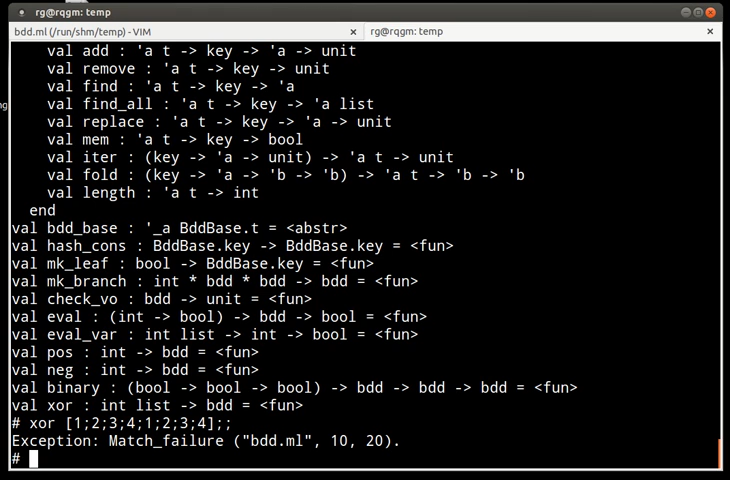 rg@rqgm: temp
bdd.ml (/run/shm/temp) - VIM
rg@rqgm: temp
ng
val add : 'a t -> key -> 'a -> unit
val remove : 'a t -> key -> unit
val find : 'a t -> key -> 'a
val find_all : 'a t -> key -> 'a list
val replace : 'a t -> key -> 'a -> unit
val mem : 'a t -> key -> bool
val iter : (key -> 'a -> unit) -> 'a t -> unit
val fold : (key -> 'a -> 'b -> 'b) -> 'a t -> 'b -> 'b
val length : 'a t -> int
end
val bdd_base : '_a BddBase.t = <abstr>
val hash_cons : BddBase.key -> BddBase.key = <fun>
val mk_leaf : bool -> BddBase.key = <fun>
val mk_branch : int * bdd * bdd -> bdd = <fun>
val check_vo : bdd -> unit = <fun>
val eval : (int -> bool) -> bdd -> bool = <fun>
val eval_var : int list -> int -> bool = <fun>
val pos : int -> bdd = <fun>
val neg : int -> bdd = <fun>
val binary : (bool -> bool -> bool) -> bdd -> bdd -> bdd = <fun>
val xor : int list -> bdd = <fun>
# xor [1;2;3;4;1;2;3;4];;
Exception: Match_failure ("bdd.ml", 10, 20).
#